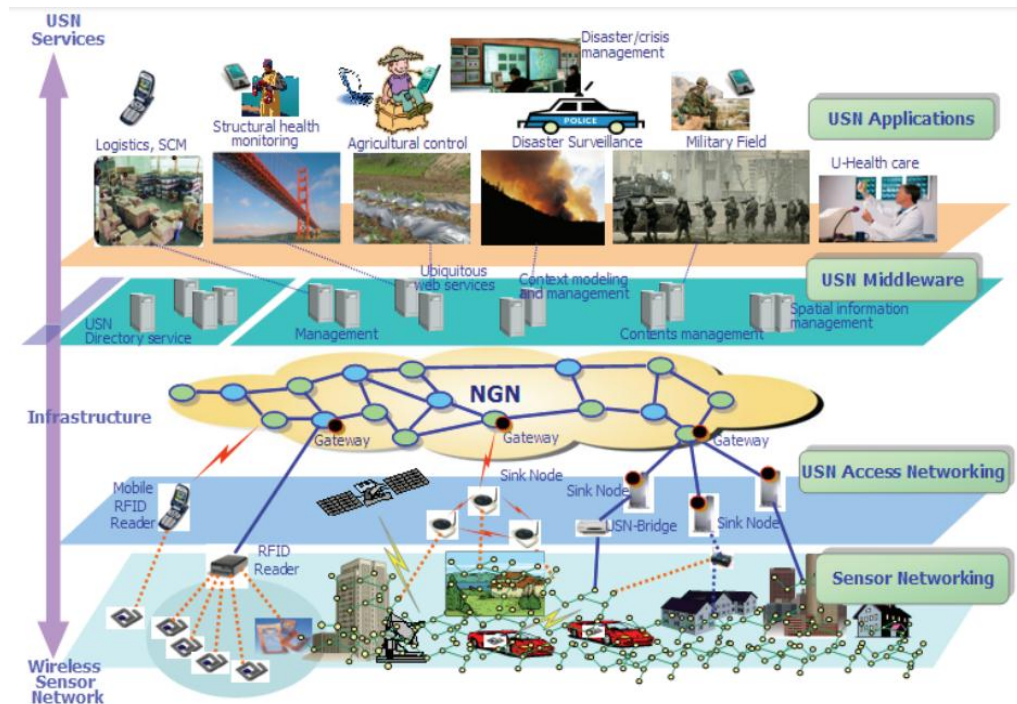 USN
Services
Disaster/crisis
management
USN Applications
POLICE
Structural health
monitoring
Logistics, SCM
Agricultural control
Disaster Surveillance
Military Field
U-Health care
USN Middleware
Ubiquitous
web services
Context modeling
and management
Spatial information
management
USN
Directory service
Management
Contents management
NGN
Infrastructure
Gateway
Gateway
Gateway
USN Access Networking
Sink Node
Sink Node
Mobile
RFID
Reader
USN-Bridge
Sink Node
RFID
Reader
Sensor Networking
Wireless
Sensor
Network